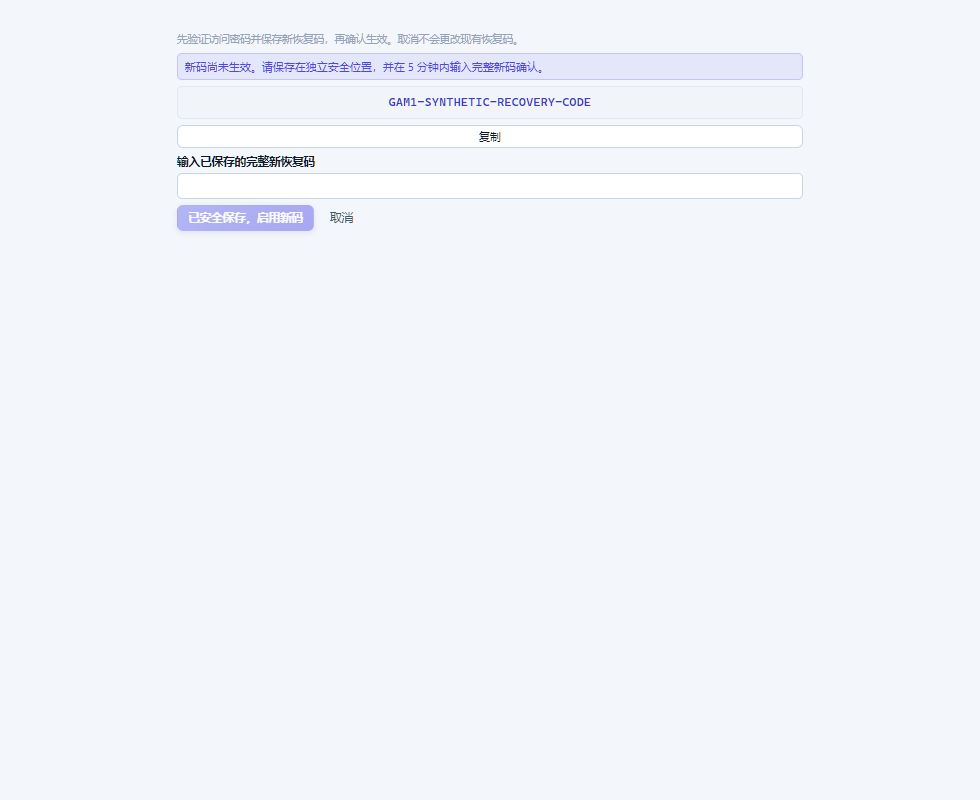 先验证访问密码并保存新恢复码，再确认生效。取消不会更改现有恢复码。
新码尚未生效。请保存在独立安全位置，并在 5 分钟内输入完整新码确认。
GAM1-SYNTHETIC-RECOVERY-CODE
复制
输入已保存的完整新恢复码
已安全保存，启用新码 取消